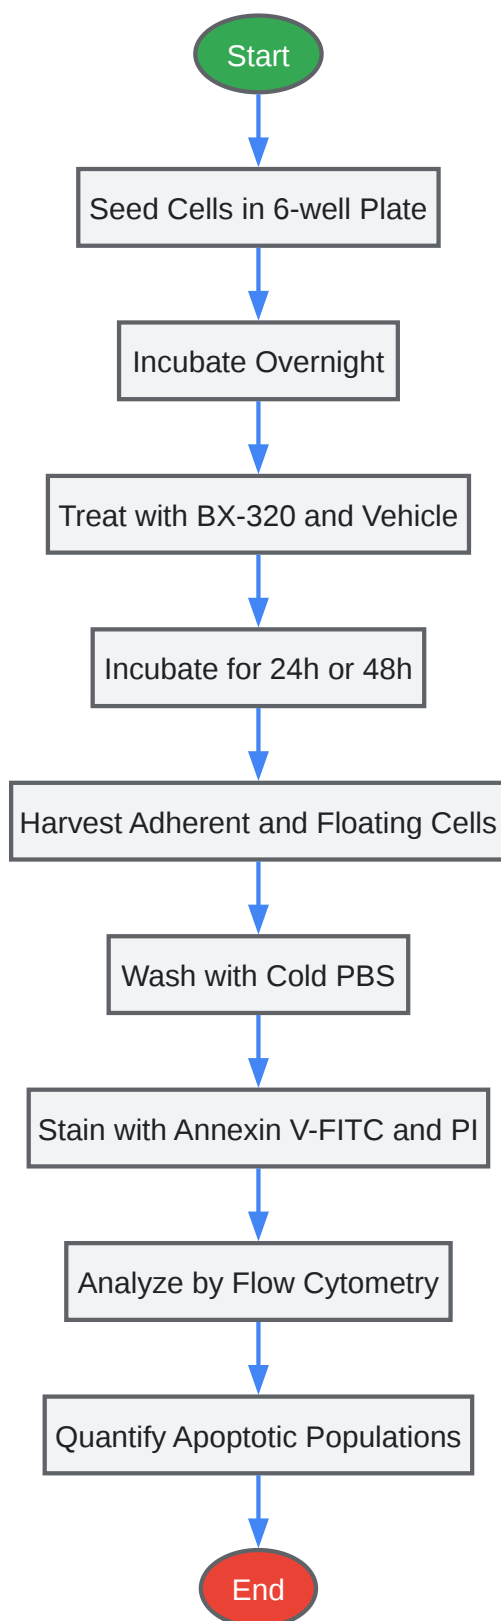 Start
Seed Cells in 6-well Plate
Incubate Overnight
Treat with BX-320 and Vehicle
Incubate for 24h or 48h
Harvest Adherent and Floating Cells
Wash with Cold PBS
Stain with Annexin V-FITC and PI
Analyze by Flow Cytometry
Quantify Apoptotic Populations
End